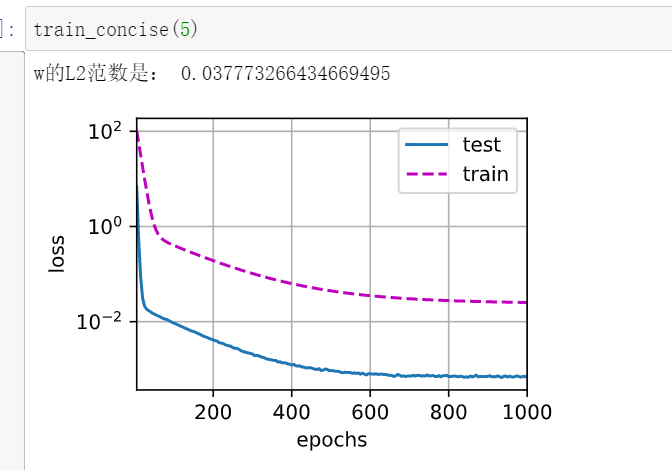 ]: train_concise(5)
w的L2范数是： 0.037773266434669495
10²
10⁰
10⁻²
loss
test
train
200 400 600 800 1000
epochs